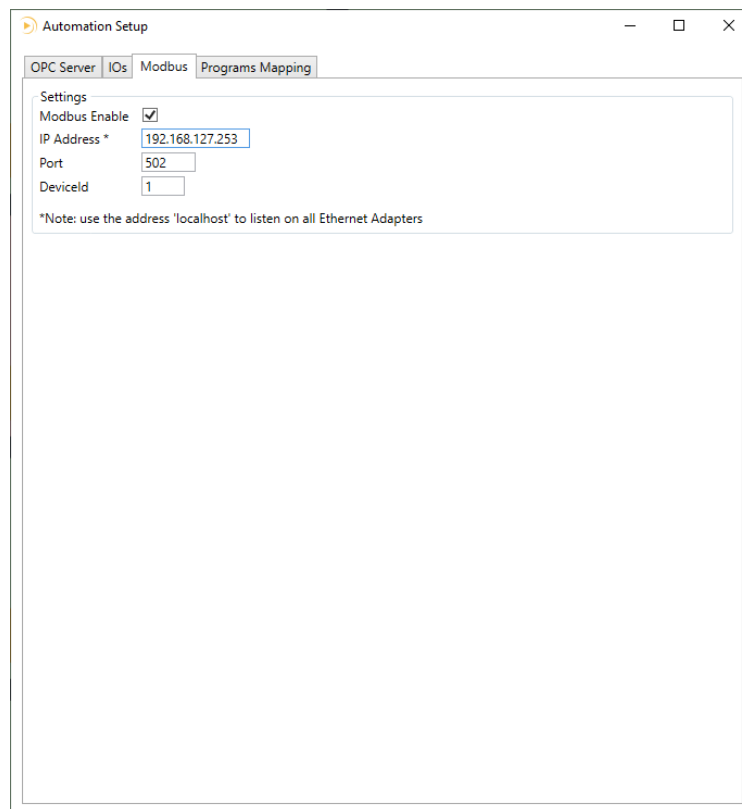 Automation Setup
OPC Server IOs Modbus Programs Mapping
Settings
Modbus Enable
IP Address * 192.168.127.253
Port 502
DeviceId 1
*Note: use the address 'localhost' to listen on all Ethernet Adapters